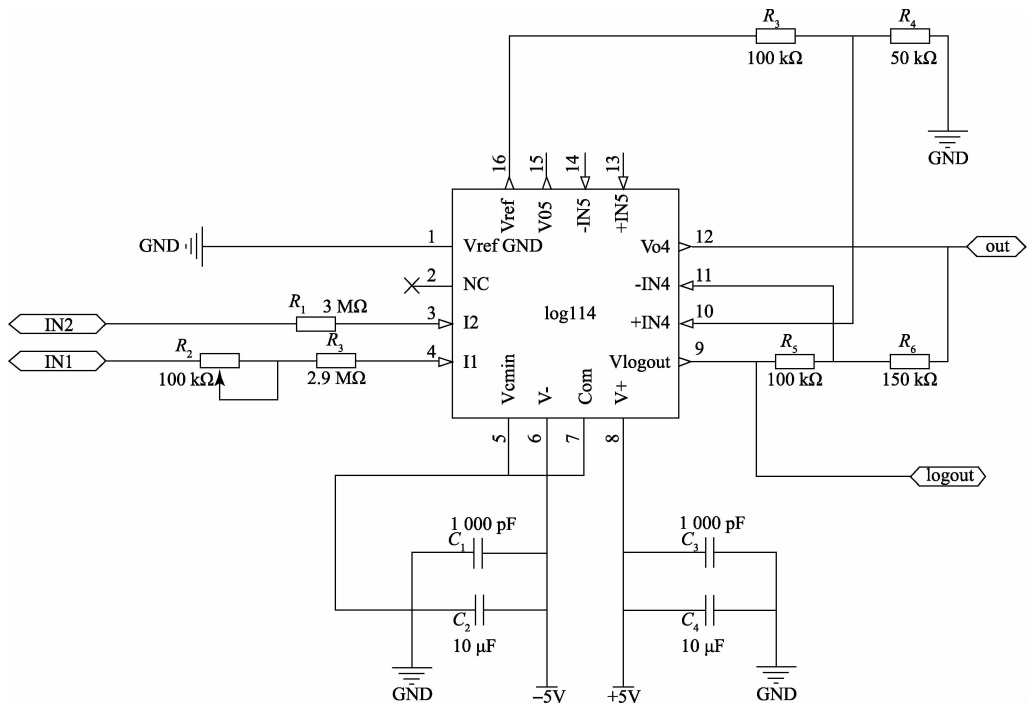 R3
R4
100 kΩ
50 kΩ
GND
16
15
14
13
Vref
V05
-IN5
+IN5
GND
1
Vref GND
Vo4
12
out
2
NC
-IN4
11
log114
IN2
R1
3 MΩ
3
I2
+IN4
10
IN1
R2
R3
4
I1
Vlogout
9
R5
R6
100 kΩ
2.9 MΩ
100 kΩ
150 kΩ
Vcmin
V-
Com
V+
5
6
7
8
logout
1 000 pF
C1
1 000 pF
C3
C2
10 μF
C4
10 μF
GND
−5V
+5V
GND